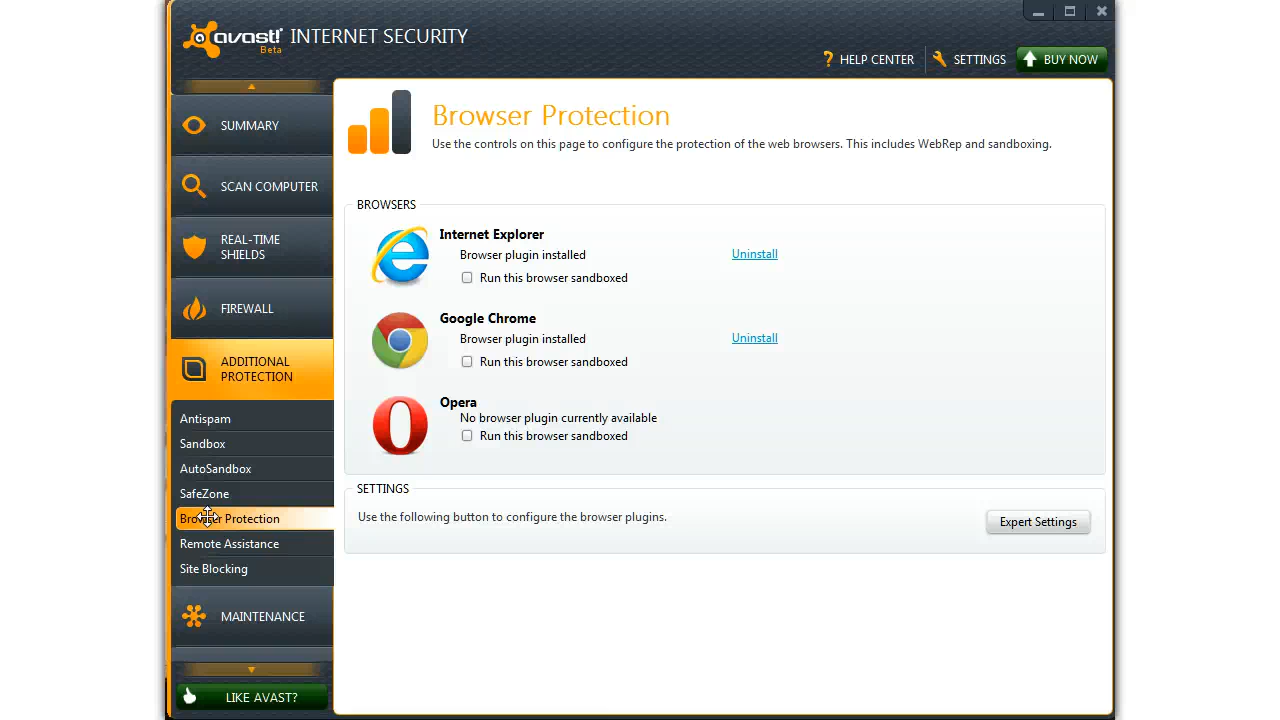 avast! INTERNET SECURITY
Beta
HELP CENTER
SETTINGS
BUY NOW
SUMMARY
SCAN COMPUTER
REAL-TIME
SHIELDS
FIREWALL
ADDITIONAL
PROTECTION
Antispam
Sandbox
AutoSandbox
SafeZone
Browser Protection
Remote Assistance
Site Blocking
MAINTENANCE
LIKE AVAST?
Browser Protection
Use the controls on this page to configure the protection of the web browsers. This includes WebRep and sandboxing.
BROWSERS
Internet Explorer
Browser plugin installed
Uninstall
Run this browser sandboxed
Google Chrome
Browser plugin installed
Uninstall
Run this browser sandboxed
Opera
No browser plugin currently available
Run this browser sandboxed
SETTINGS
Use the following button to configure the browser plugins.
Expert Settings